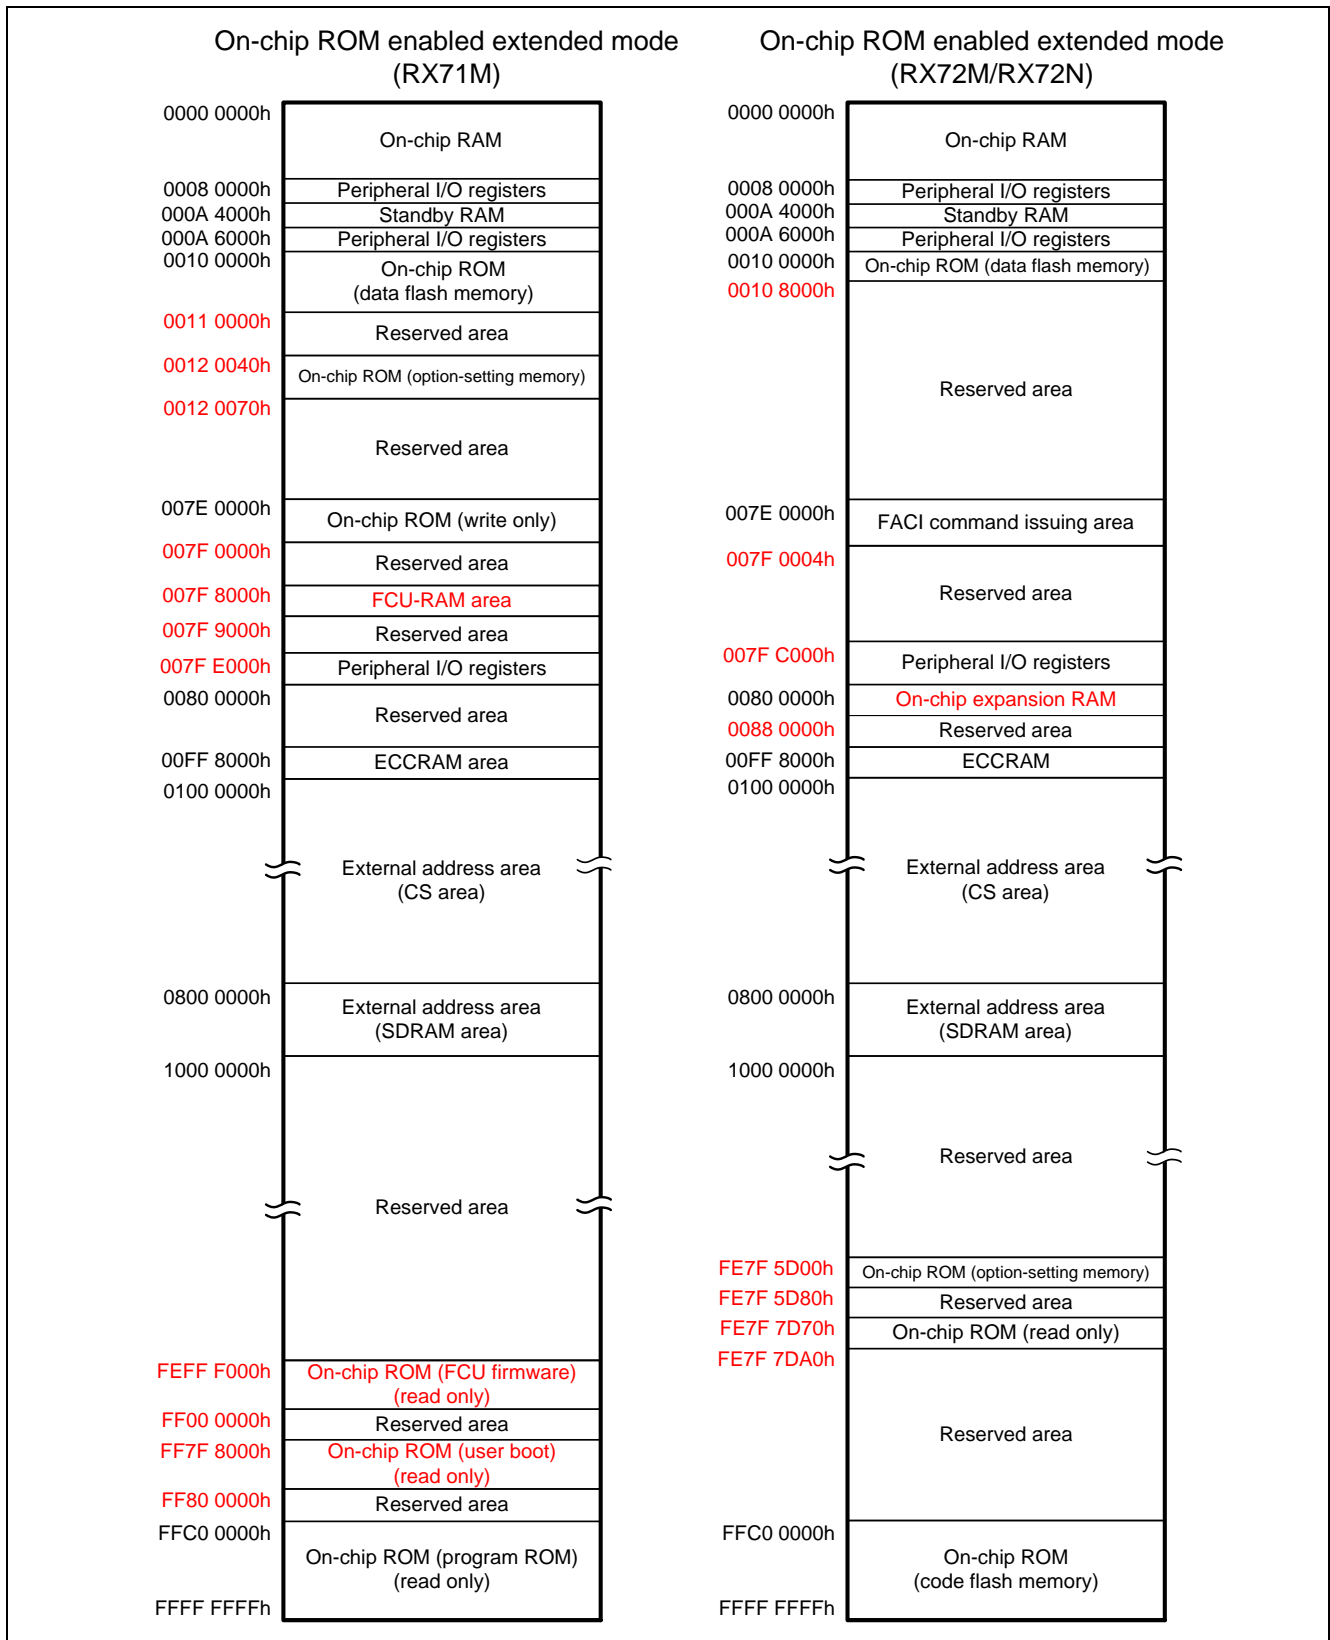 On-chip ROM enabled extended mode
(RX71M)
0000 0000h
On-chip RAM
0008 0000h
Peripheral I/O registers
000A 4000h
Standby RAM
000A 6000h
Peripheral I/O registers
0010 0000h
On-chip ROM
(data flash memory)
0011 0000h
Reserved area
0012 0040h
On-chip ROM (option-setting memory)
0012 0070h
Reserved area
007E 0000h
On-chip ROM (write only)
007F 0000h
Reserved area
007F 8000h
FCU-RAM area
007F 9000h
Reserved area
007F E000h
Peripheral I/O registers
0080 0000h
Reserved area
00FF 8000h
ECCRAM area
0100 0000h
External address area
(CS area)
0800 0000h
External address area
(SDRAM area)
1000 0000h
Reserved area
FEFF F000h
On-chip ROM (FCU firmware)
(read only)
FF00 0000h
Reserved area
FF7F 8000h
On-chip ROM (user boot)
(read only)
FF80 0000h
Reserved area
FFC0 0000h
On-chip ROM (program ROM)
(read only)
FFFF FFFFh
On-chip ROM enabled extended mode
(RX72M/RX72N)
0000 0000h
On-chip RAM
0008 0000h
Peripheral I/O registers
000A 4000h
Standby RAM
000A 6000h
Peripheral I/O registers
0010 0000h
On-chip ROM (data flash memory)
0010 8000h
Reserved area
007E 0000h
FACI command issuing area
007F 0004h
Reserved area
007F C000h
Peripheral I/O registers
0080 0000h
On-chip expansion RAM
0088 0000h
Reserved area
00FF 8000h
ECCRAM
0100 0000h
External address area
(CS area)
0800 0000h
External address area
(SDRAM area)
1000 0000h
Reserved area
FE7F 5D00h
On-chip ROM (option-setting memory)
FE7F 5D80h
Reserved area
FE7F 7D70h
On-chip ROM (read only)
FE7F 7DA0h
Reserved area
FFC0 0000h
On-chip ROM
(code flash memory)
FFFF FFFFh